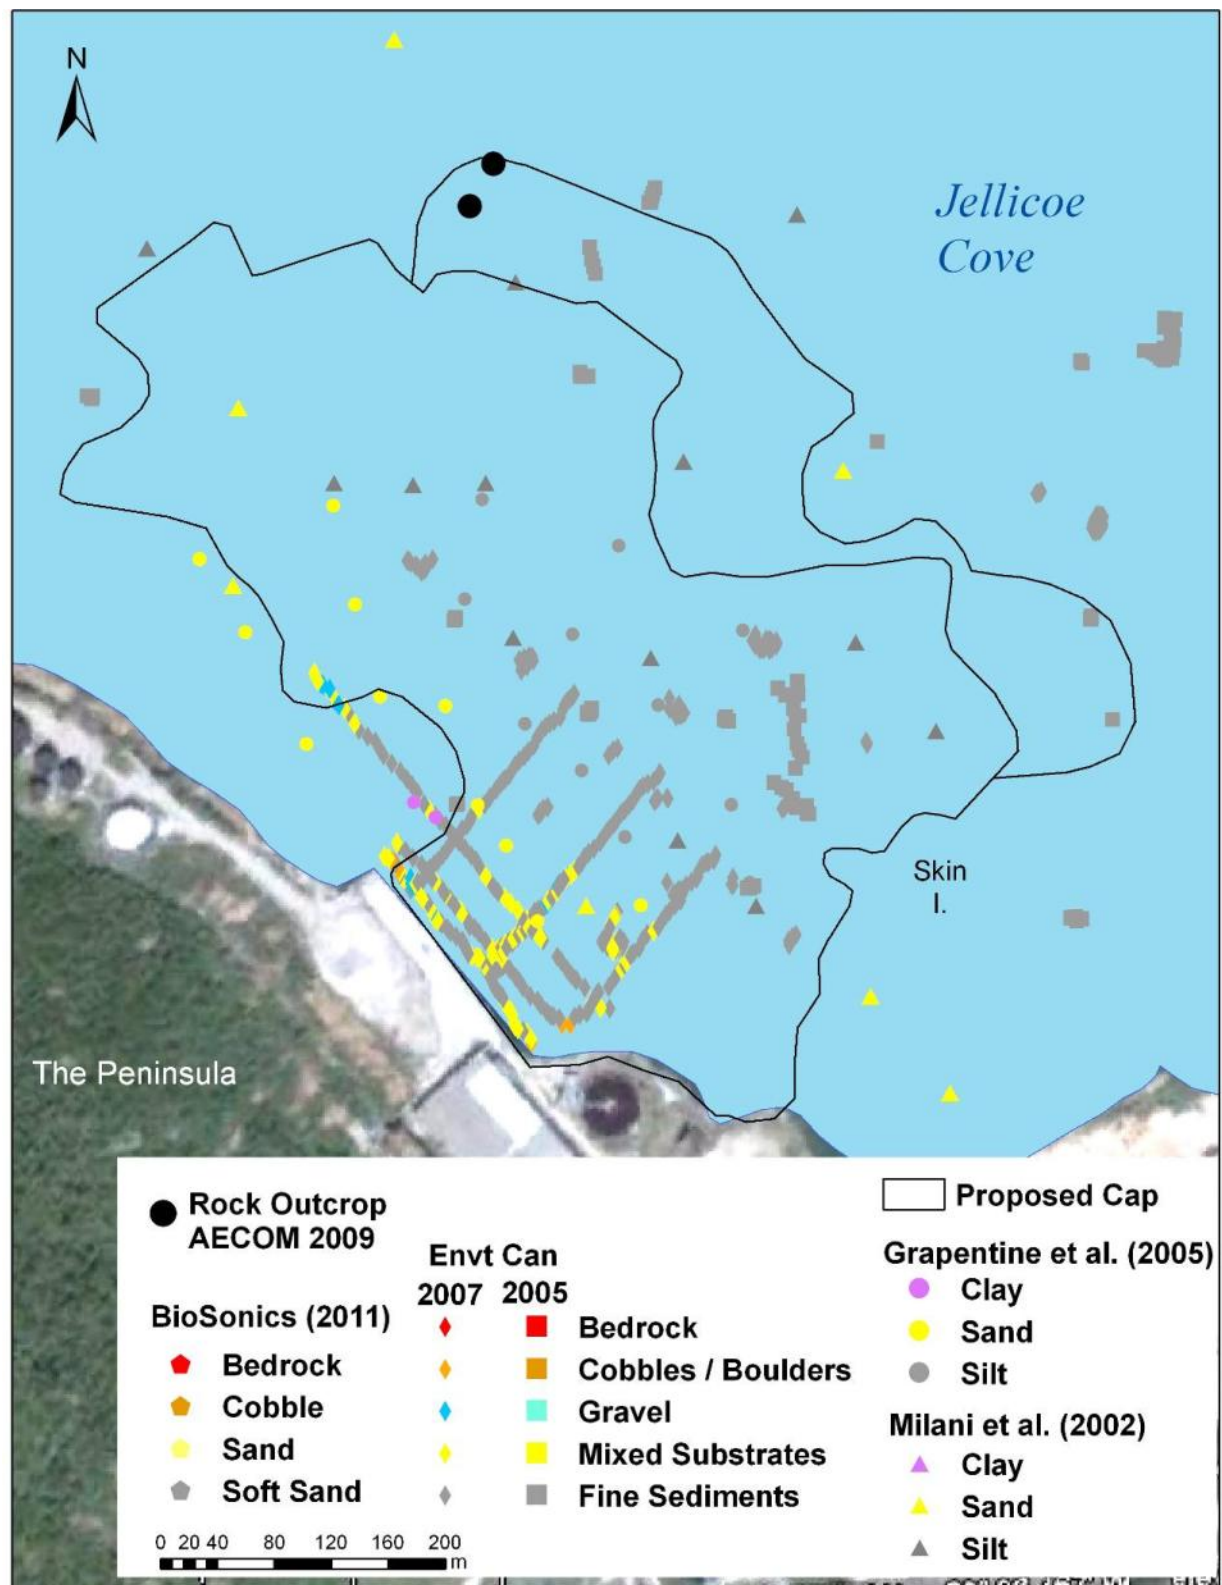 N
Jellicoe
Cove
Skin
I.
The Peninsula
Rock Outcrop
AECOM 2009
BioSonics (2011)
Bedrock
Cobble
Sand
Soft Sand
0 20 40 80 120 160 200
m
Envt Can
2007 2005
Bedrock
Cobbles / Boulders
Gravel
Mixed Substrates
Fine Sediments
Proposed Cap
Grapentine et al. (2005)
Clay
Sand
Silt
Milani et al. (2002)
Clay
Sand
Silt